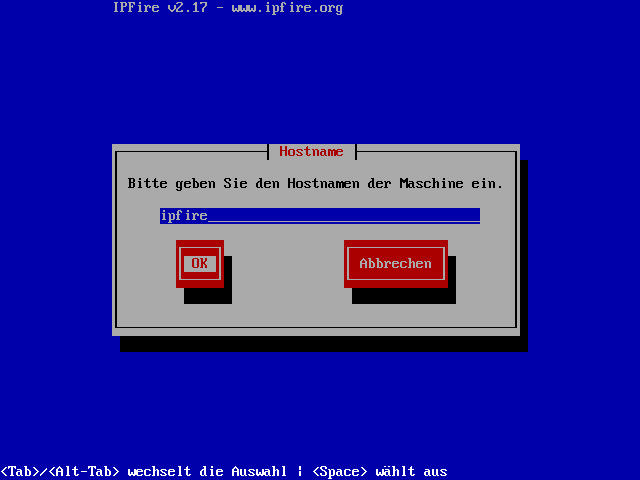 IPFire v2.17 - www.ipfire.org
Hostname
Bitte geben Sie den Hostnamen der Maschine ein.
ipfire
OK Abbrechen
<Tab>/<Alt-Tab> wechselt die Auswahl | <Space> wählt aus